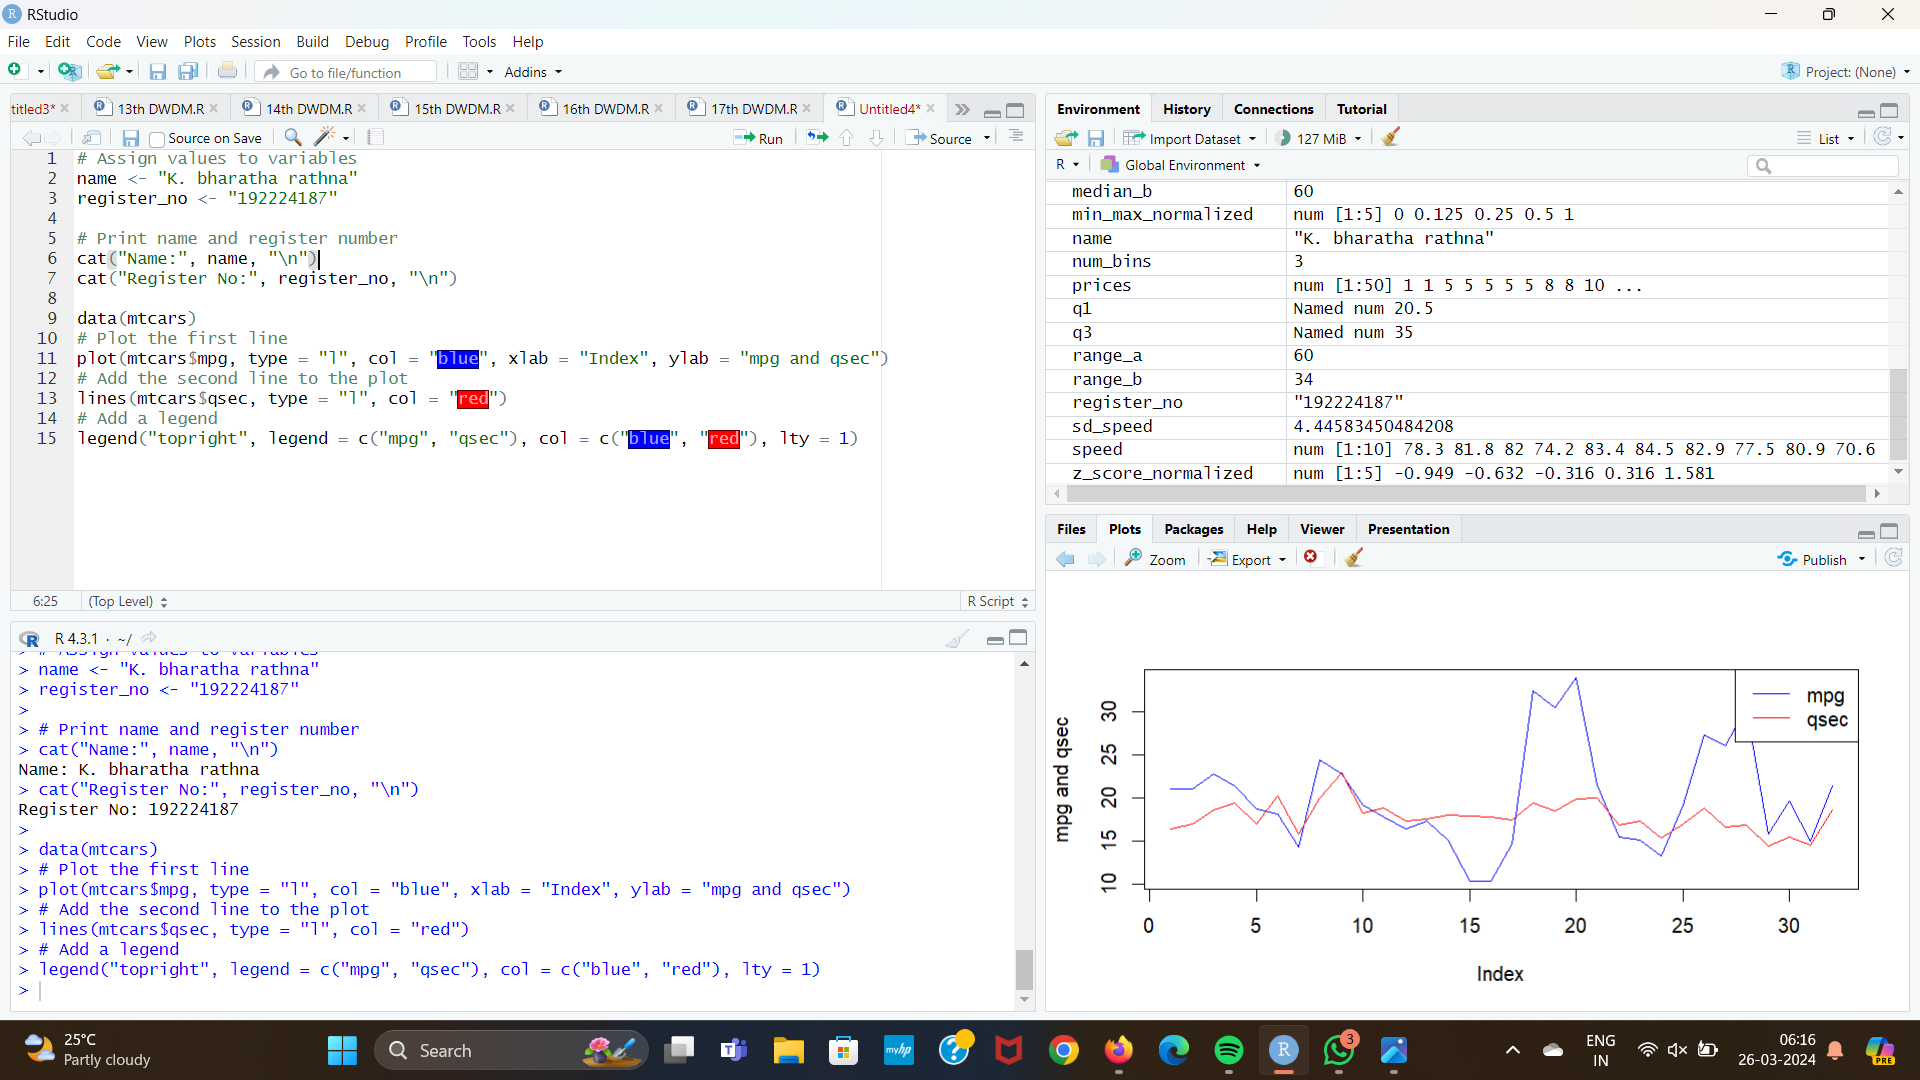 RStudio
File Edit Code View Plots Session Build Debug Profile Tools Help
Go to file/function Addins Project: (None)
titled3* 13th DWDM.R 14th DWDM.R 15th DWDM.R 16th DWDM.R 17th DWDM.R Untitled4*
Source on Save Run Source
1 # Assign values to variables
2 name <- "K. bharatha rathna"
3 register_no <- "192224187"
4
5 # Print name and register number
6 cat("Name:", name, "\n")
7 cat("Register No:", register_no, "\n")
8
9 data(mtcars)
10 # Plot the first line
11 plot(mtcars$mpg, type = "l", col = "blue", xlab = "Index", ylab = "mpg and qsec")
12 # Add the second line to the plot
13 lines(mtcars$qsec, type = "l", col = "red")
14 # Add a legend
15 legend("topright", legend = c("mpg", "qsec"), col = c("blue", "red"), lty = 1)
6:25 (Top Level) R Script
R 4.3.1 · ~/
> # Assign values to variables
> name <- "K. bharatha rathna"
> register_no <- "192224187"
>
> # Print name and register number
> cat("Name:", name, "\n")
Name: K. bharatha rathna
> cat("Register No:", register_no, "\n")
Register No: 192224187
>
> data(mtcars)
> # Plot the first line
> plot(mtcars$mpg, type = "l", col = "blue", xlab = "Index", ylab = "mpg and qsec")
> # Add the second line to the plot
> lines(mtcars$qsec, type = "l", col = "red")
> # Add a legend
> legend("topright", legend = c("mpg", "qsec"), col = c("blue", "red"), lty = 1)
>
Environment History Connections Tutorial
Import Dataset 127 MiB List
R Global Environment
median_b 60
min_max_normalized num [1:5] 0 0.125 0.25 0.5 1
name "K. bharatha rathna"
num_bins 3
prices num [1:50] 1 1 5 5 5 5 5 8 8 10 ...
q1 Named num 20.5
q3 Named num 35
range_a 60
range_b 34
register_no "192224187"
sd_speed 4.44583450484208
speed num [1:10] 78.3 81.8 82 74.2 83.4 84.5 82.9 77.5 80.9 70.6
z_score_normalized num [1:5] -0.949 -0.632 -0.316 0.316 1.581
Files Plots Packages Help Viewer Presentation
Zoom Export Publish
mpg
qsec
mpg and qsec
30
25
20
15
10
0 5 10 15 20 25 30
Index
25°C
Partly cloudy
Search
myhp
3
ENG
IN
06:16
26-03-2024
PRE